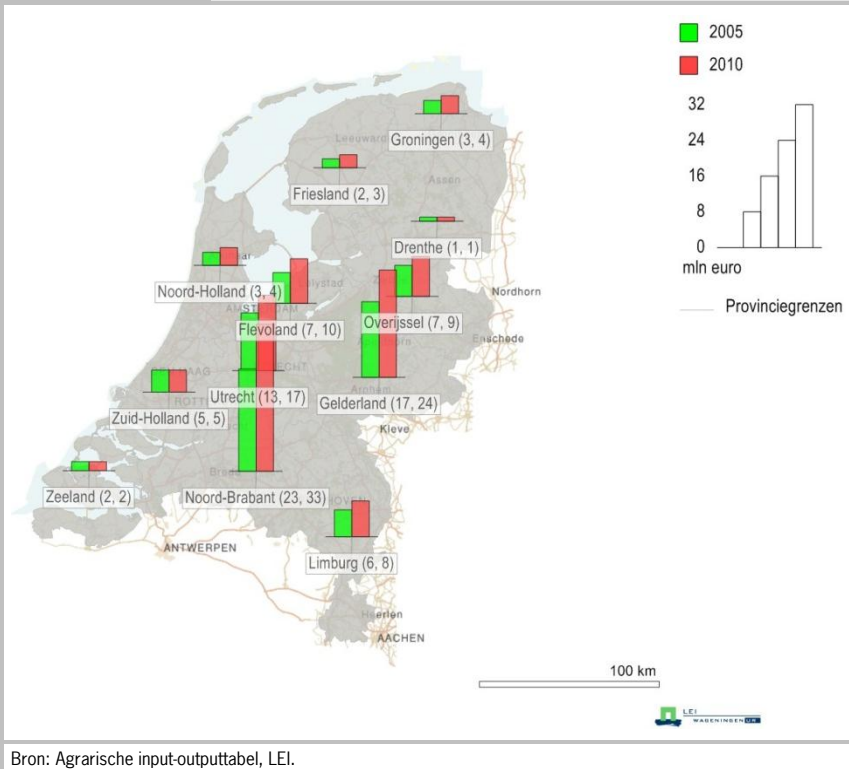 2005
2010
32
24
16
8
0
mln euro
Provinciegrenzen
Groningen (3, 4)
Friesland (2, 3)
Assen
Drenthe (1, 1)
Noord-Holland (3, 4)
Lelystad
Nordhorn
Flevoland (7, 10)
Overijssel (7, 9)
Enschede
Utrecht (13, 17)
Arnhem
Gelderland (17, 24)
Zuid-Holland (5, 5)
Kleve
Zeeland (2, 2)
Noord-Brabant (23, 33)
ANTWERPEN
Limburg (6, 8)
Heerlen
AACHEN
100 km
LEI
WAGENINGEN UR
Bron: Agrarische input-outputtabel, LEI.